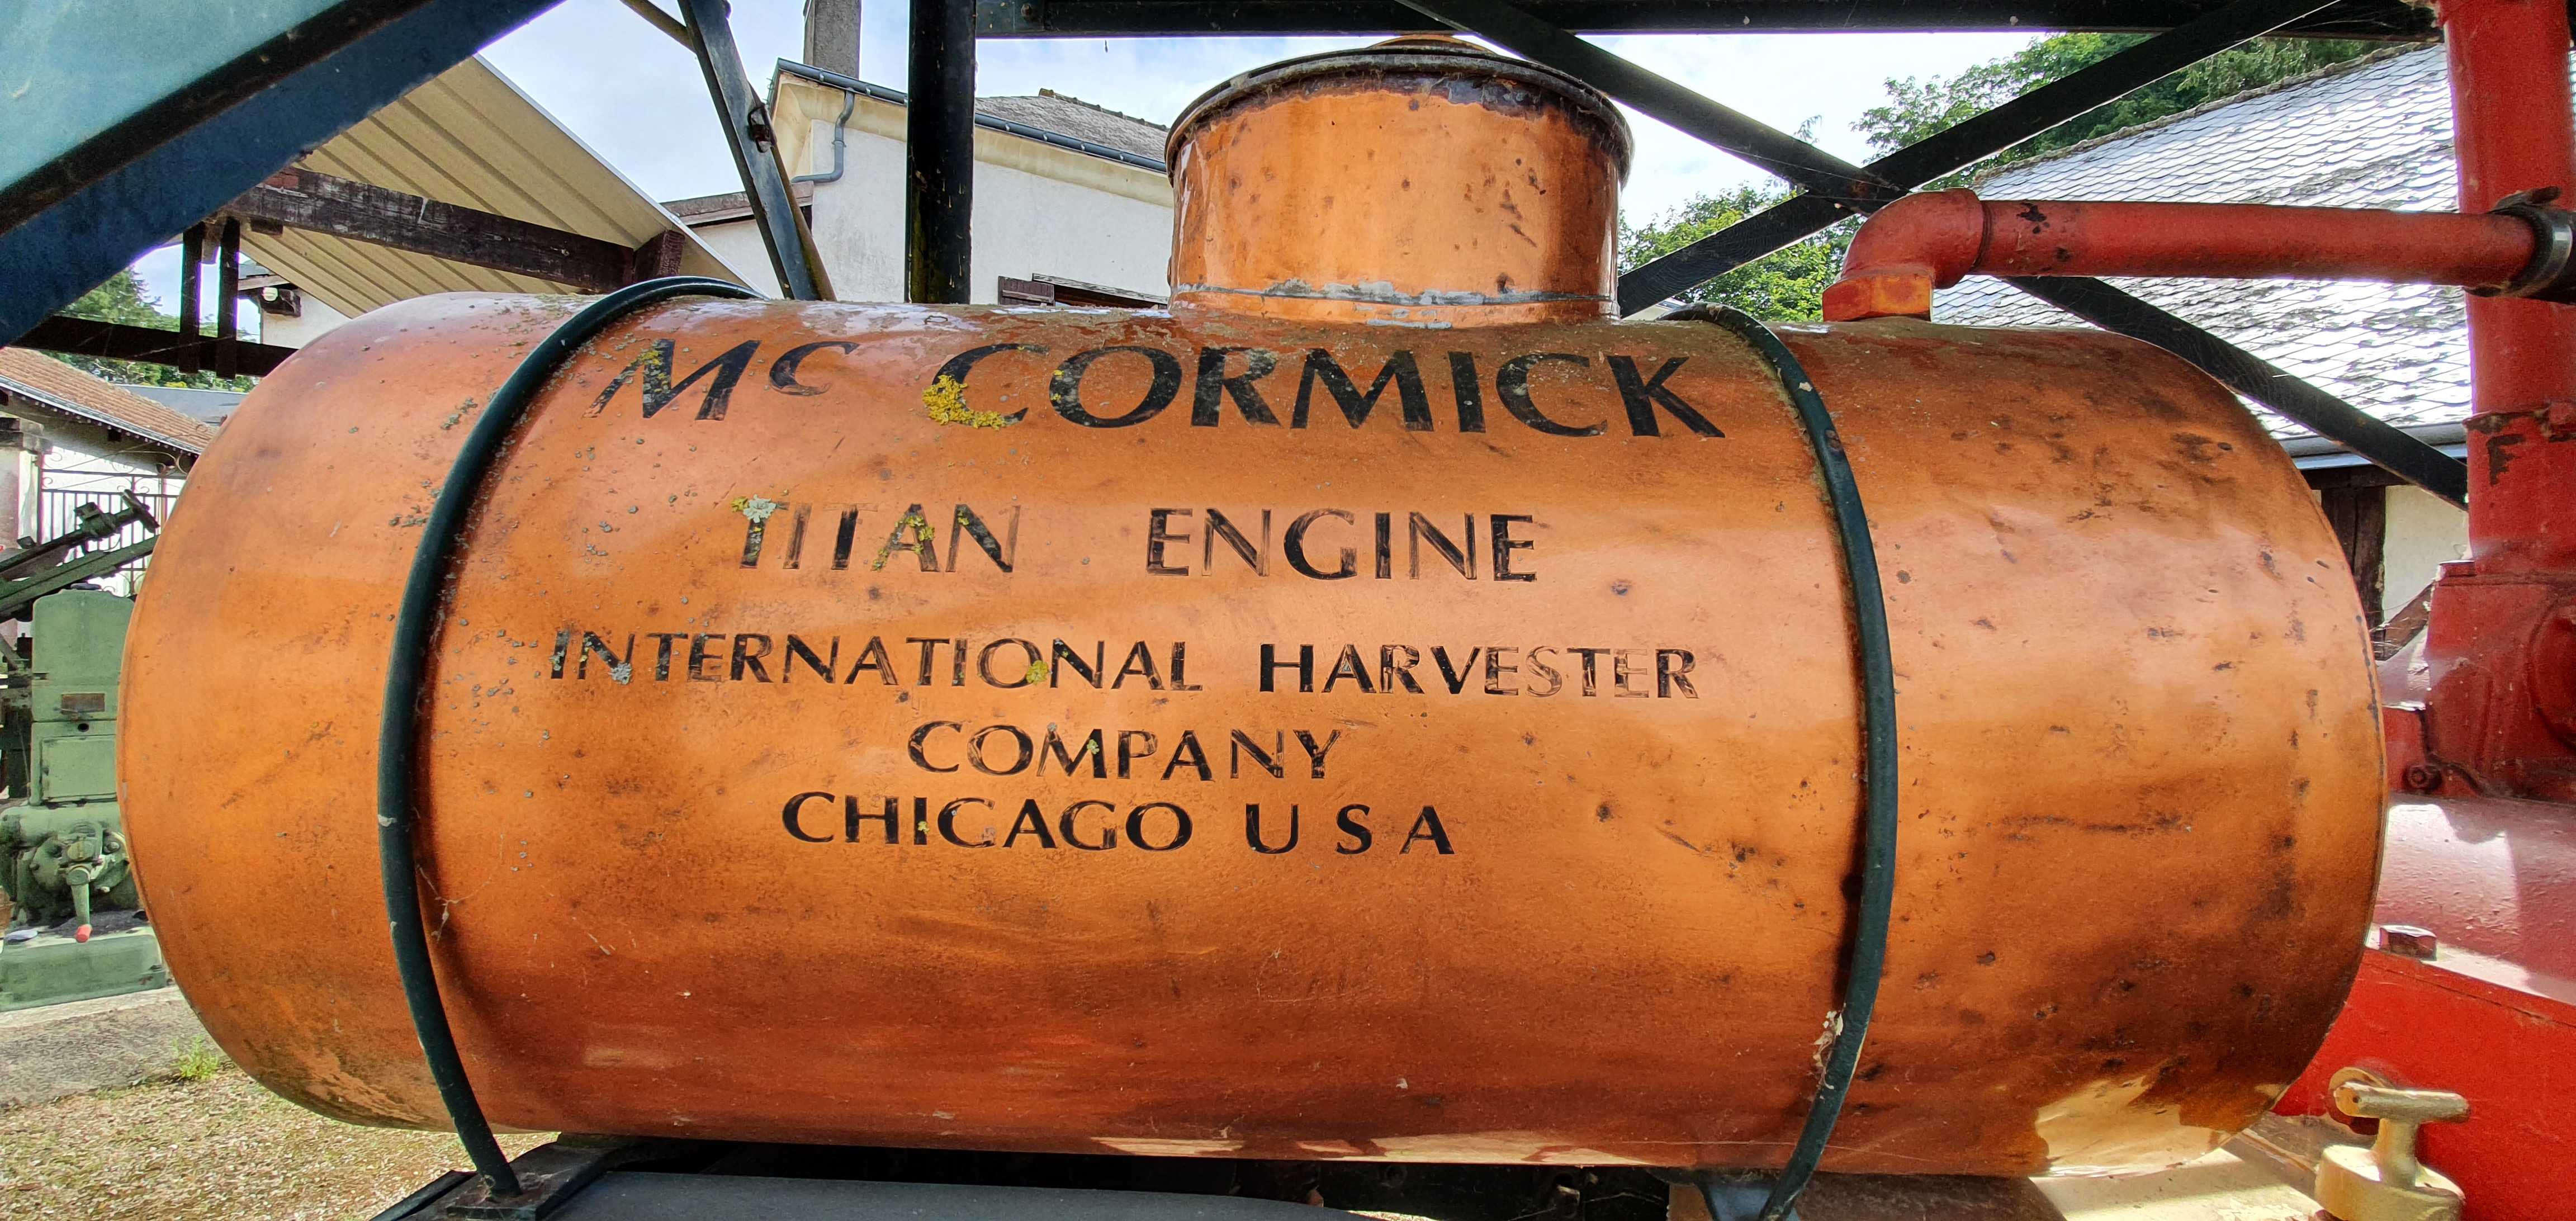 Mc CORMICK
TITAN ENGINE
INTERNATIONAL HARVESTER
COMPANY
CHICAGO U S A